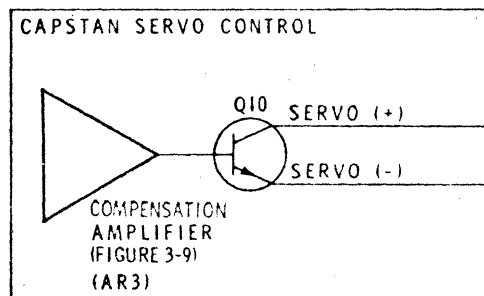 CAPSTAN SERVO CONTROL
Q10
SERVO (+)
SERVO (-)
COMPENSATION
AMPLIFIER
(FIGURE 3-9)
(AR3)